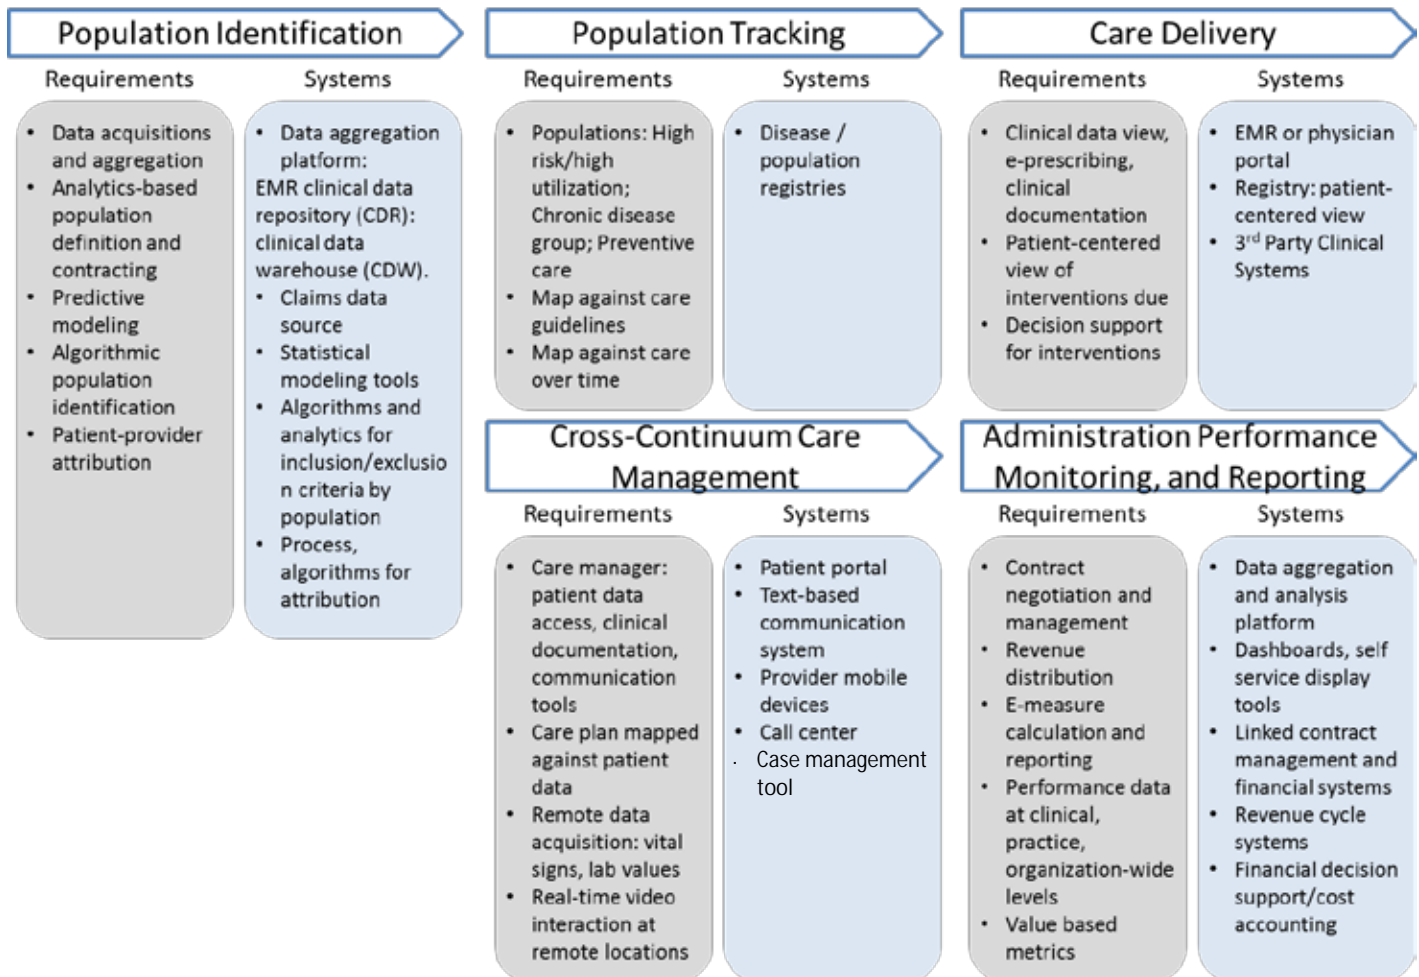 Population Identification
Requirements
• Data acquisitions
and aggregation
• Analytics-based
population
definition and
contracting
• Predictive
modeling
• Algorithmic
population
identification
• Patient-provider
attribution
Systems
• Data aggregation
platform:
EMR clinical data
repository (CDR):
clinical data
warehouse (CDW).
• Claims data
source
• Statistical
modeling tools
• Algorithms and
analytics for
inclusion/exclusio
n criteria by
population
• Process,
algorithms for
attribution
Population Tracking
Requirements
• Populations: High
risk/high
utilization;
Chronic disease
group; Preventive
care
• Map against care
guidelines
• Map against care
over time
Systems
• Disease /
population
registries
Care Delivery
Requirements
• Clinical data view,
e-prescribing,
clinical
documentation
• Patient-centered
view of
interventions due
• Decision support
for interventions
Systems
• EMR or physician
portal
• Registry: patient-
centered view
• 3rd Party Clinical
Systems
Cross-Continuum Care
Management
Requirements
• Care manager:
patient data
access, clinical
documentation,
communication
tools
• Care plan mapped
against patient
data
• Remote data
acquisition: vital
signs, lab values
• Real-time video
interaction at
remote locations
Systems
• Patient portal
• Text-based
communication
system
• Provider mobile
devices
• Call center
· Case management
tool
Administration Performance
Monitoring, and Reporting
Requirements
• Contract
negotiation and
management
• Revenue
distribution
• E-measure
calculation and
reporting
• Performance data
at clinical,
practice,
organization-wide
levels
• Value based
metrics
Systems
• Data aggregation
and analysis
platform
• Dashboards, self
service display
tools
• Linked contract
management and
financial systems
• Revenue cycle
systems
• Financial decision
support/cost
accounting